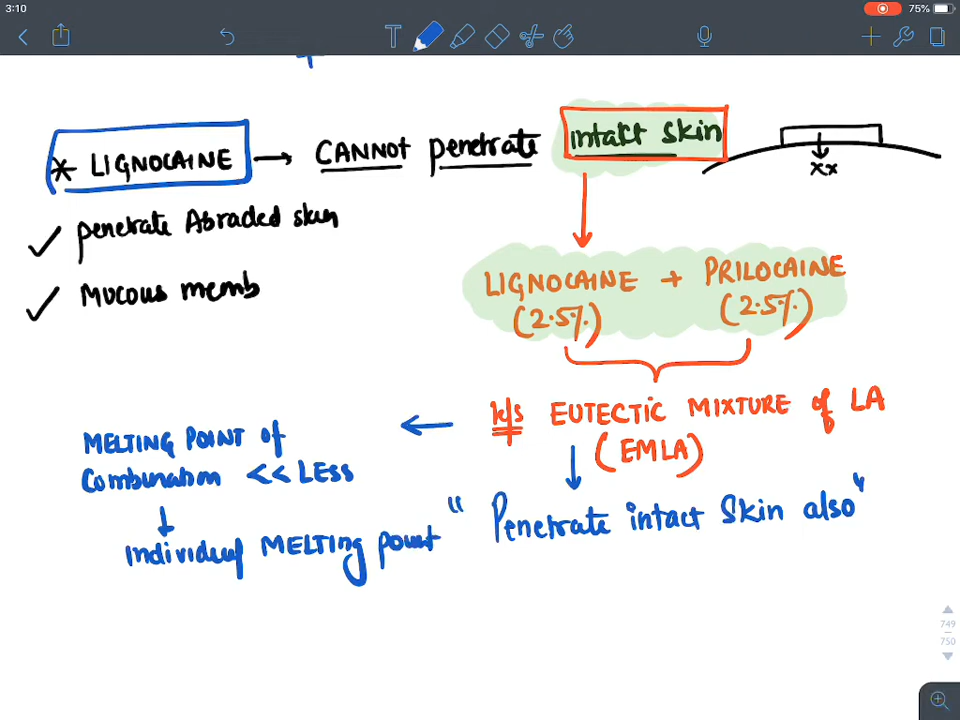 3:10
75%
T
* LIGNOCAINE → CANNOT penetrate intact skin
xx
✓ penetrate Abraded skin
✓ Mucous memb
LIGNOCAINE + PRILOCAINE
(2.5%) (2.5%)
k/s EUTECTIC MIXTURE of LA
(EMLA)
MELTING POINT of
Combination << LESS
Individual MELTING point
"Penetrate intact Skin also"
749
750